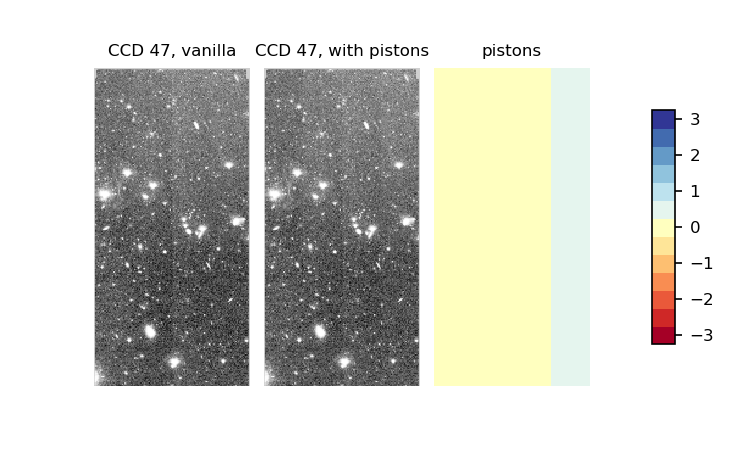 CCD 47, vanilla
CCD 47, with pistons
pistons
3
2
1
0
−1
−2
−3